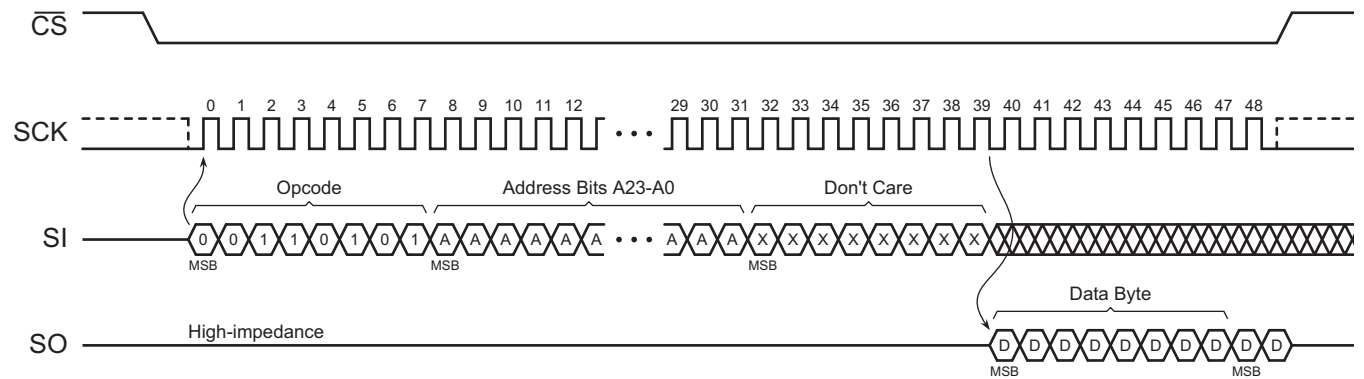 CS
0 1 2 3 4 5 6 7 8 9 10 11 12 29 30 31 32 33 34 35 36 37 38 39 40 41 42 43 44 45 46 47 48
SCK
Opcode Address Bits A23-A0 Don't Care
SI 0 0 1 1 0 1 0 1 A A A A A A A A A X X X X X X X X
MSB MSB MSB
Data Byte
High-impedance
SO D D D D D D D D D D
MSB MSB